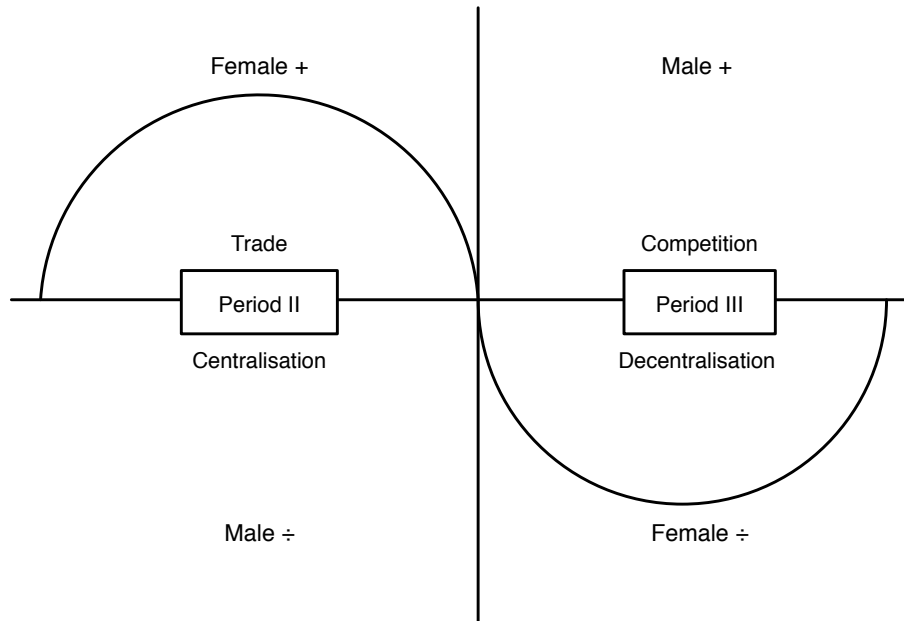 Female +
Male +
Trade
Competition
Period II
Period III
Centralisation
Decentralisation
Male ÷
Female ÷